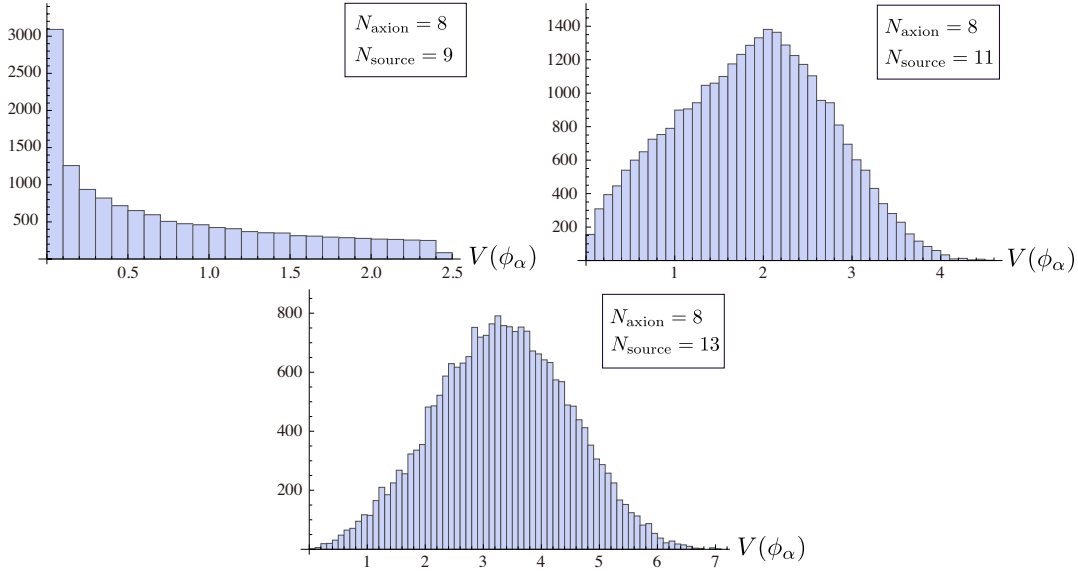 N_axion = 8
N_source = 9
3000
2500
2000
1500
1000
500
0.5 1.0 1.5 2.0 2.5
V(ϕ_α)
N_axion = 8
N_source = 11
1400
1200
1000
800
600
400
200
1 2 3 4
V(ϕ_α)
N_axion = 8
N_source = 13
800
600
400
200
1 2 3 4 5 6 7
V(ϕ_α)